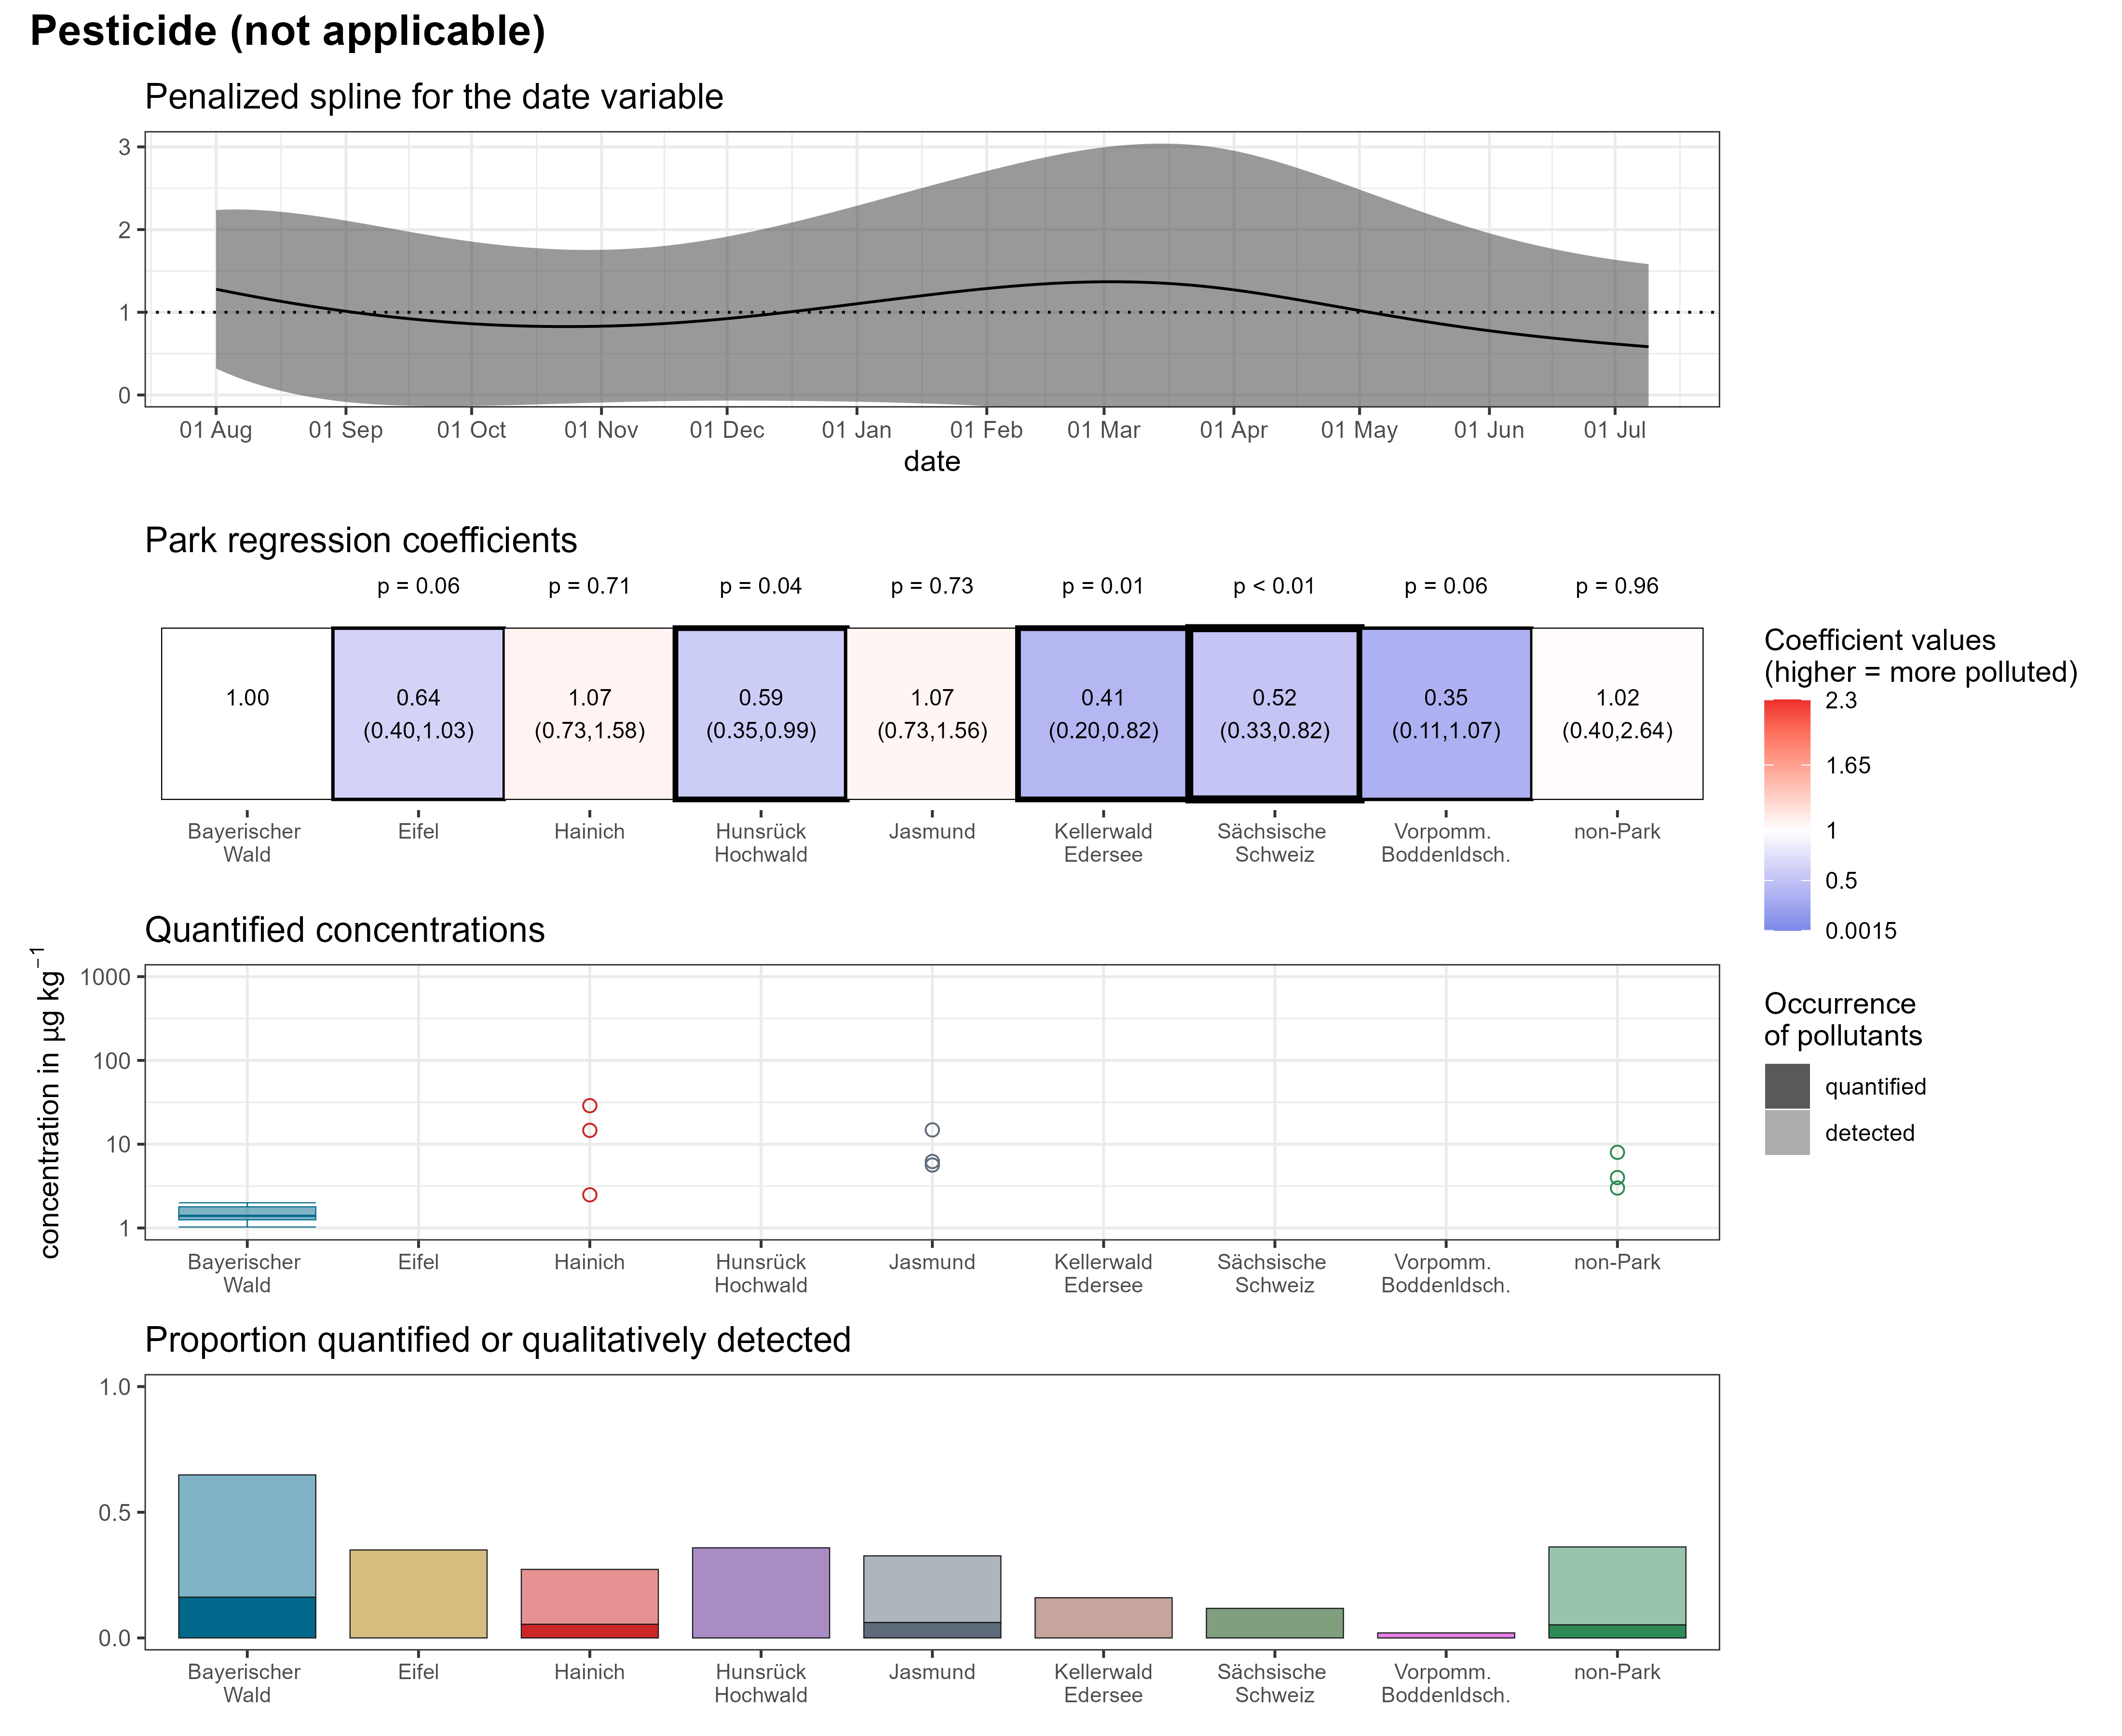 Pesticide (not applicable)
Penalized spline for the date variable
3
2
1
0
01 Aug 01 Sep 01 Oct 01 Nov 01 Dec 01 Jan 01 Feb 01 Mar 01 Apr 01 May 01 Jun 01 Jul
date
Park regression coefficients
p = 0.06 p = 0.71 p = 0.04 p = 0.73 p = 0.01 p < 0.01 p = 0.06 p = 0.96
1.00 0.64 1.07 0.59 1.07 0.41 0.52 0.35 1.02
(0.40,1.03) (0.73,1.58) (0.35,0.99) (0.73,1.56) (0.20,0.82) (0.33,0.82) (0.11,1.07) (0.40,2.64)
Bayerischer Eifel Hainich Hunsrück Jasmund Kellerwald Sächsische Vorpomm. non-Park
Wald Hochwald Edersee Schweiz Boddenldsch.
Coefficient values
(higher = more polluted)
2.3
1.65
1
0.5
0.0015
Quantified concentrations
concentration in µg kg⁻¹
1000
100
10
1
Bayerischer Eifel Hainich Hunsrück Jasmund Kellerwald Sächsische Vorpomm. non-Park
Wald Hochwald Edersee Schweiz Boddenldsch.
Occurrence
of pollutants
quantified
detected
Proportion quantified or qualitatively detected
1.0
0.5
0.0
Bayerischer Eifel Hainich Hunsrück Jasmund Kellerwald Sächsische Vorpomm. non-Park
Wald Hochwald Edersee Schweiz Boddenldsch.